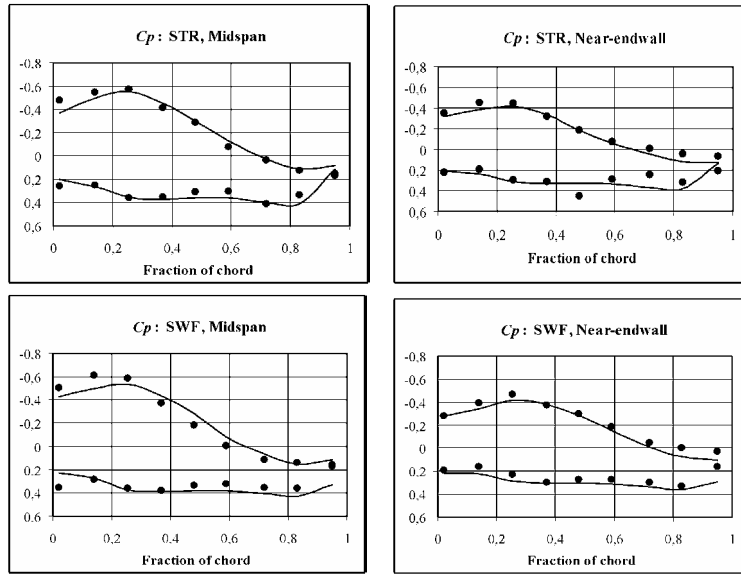 Cp: STR, Midspan
-0,8
-0,6
-0,4
-0,2
0
0,2
0,4
0,6
0 0,2 0,4 0,6 0,8 1
Fraction of chord
Cp: STR, Near-endwall
-0,8
-0,6
-0,4
-0,2
0
0,2
0,4
0,6
0 0,2 0,4 0,6 0,8 1
Fraction of chord
Cp: SWF, Midspan
-0,8
-0,6
-0,4
-0,2
0
0,2
0,4
0,6
0 0,2 0,4 0,6 0,8 1
Fraction of chord
Cp: SWF, Near-endwall
-0,8
-0,6
-0,4
-0,2
0
0,2
0,4
0,6
0 0,2 0,4 0,6 0,8 1
Fraction of chord